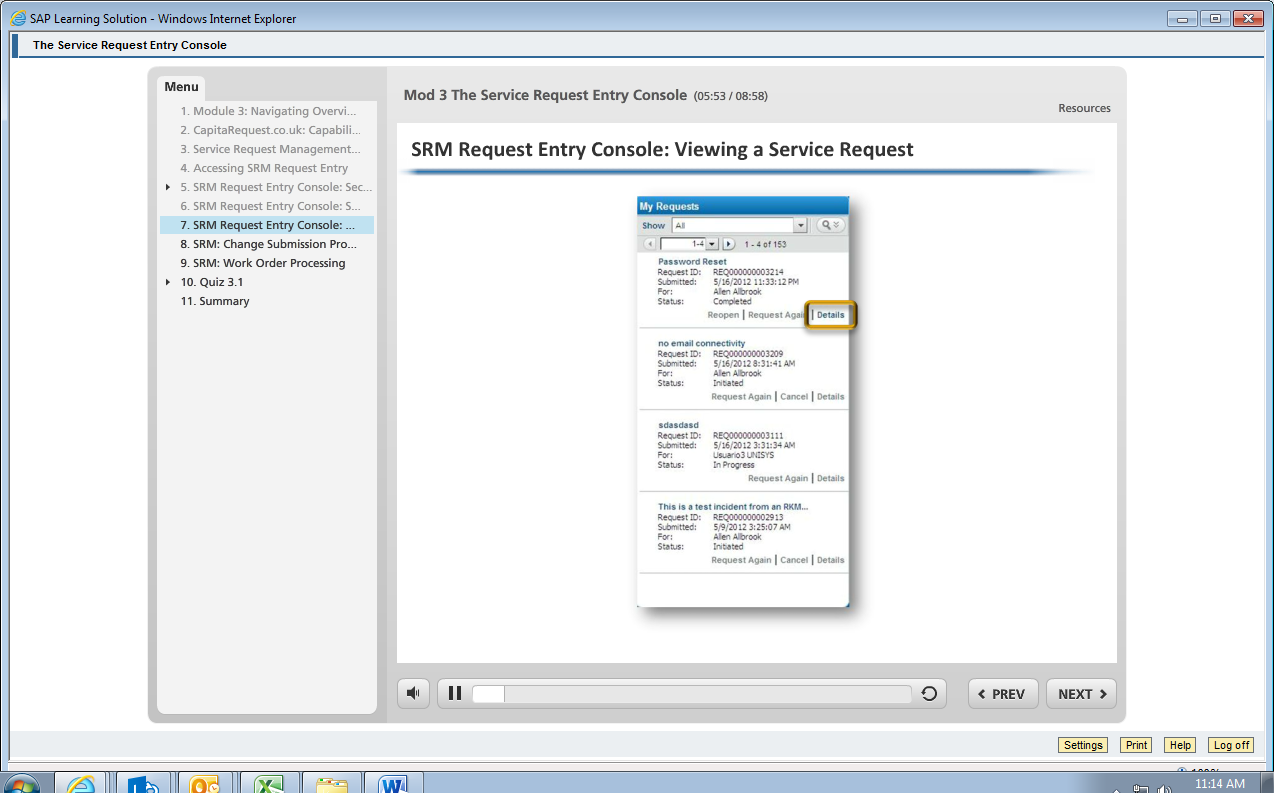 SAP Learning Solution - Windows Internet Explorer
The Service Request Entry Console
Menu
1. Module 3: Navigating Overvi...
2. CapitaRequest.co.uk: Capabili...
3. Service Request Management...
4. Accessing SRM Request Entry
5. SRM Request Entry Console: Sec...
6. SRM Request Entry Console: S...
7. SRM Request Entry Console: ...
8. SRM: Change Submission Pro...
9. SRM: Work Order Processing
10. Quiz 3.1
11. Summary
Mod 3 The Service Request Entry Console (05:53 / 08:58)
Resources
SRM Request Entry Console: Viewing a Service Request
My Requests
Show All
1-4 1 - 4 of 153
Password Reset
Request ID: REQ000000003214
Submitted: 5/16/2012 11:33:12 PM
For: Allen Albrook
Status: Completed
Reopen | Request Again | Details
no email connectivity
Request ID: REQ000000003209
Submitted: 5/16/2012 8:31:41 AM
For: Allen Albrook
Status: Initiated
Request Again | Cancel | Details
sdasdasd
Request ID: REQ000000003111
Submitted: 5/16/2012 3:31:34 AM
For: Usuario3 UNISYS
Status: In Progress
Request Again | Details
This is a test incident from an RKM...
Request ID: REQ000000002913
Submitted: 5/9/2012 3:25:07 AM
For: Allen Albrook
Status: Initiated
Request Again | Cancel | Details
PREV
NEXT
Settings
Print
Help
Log off
11:14 AM